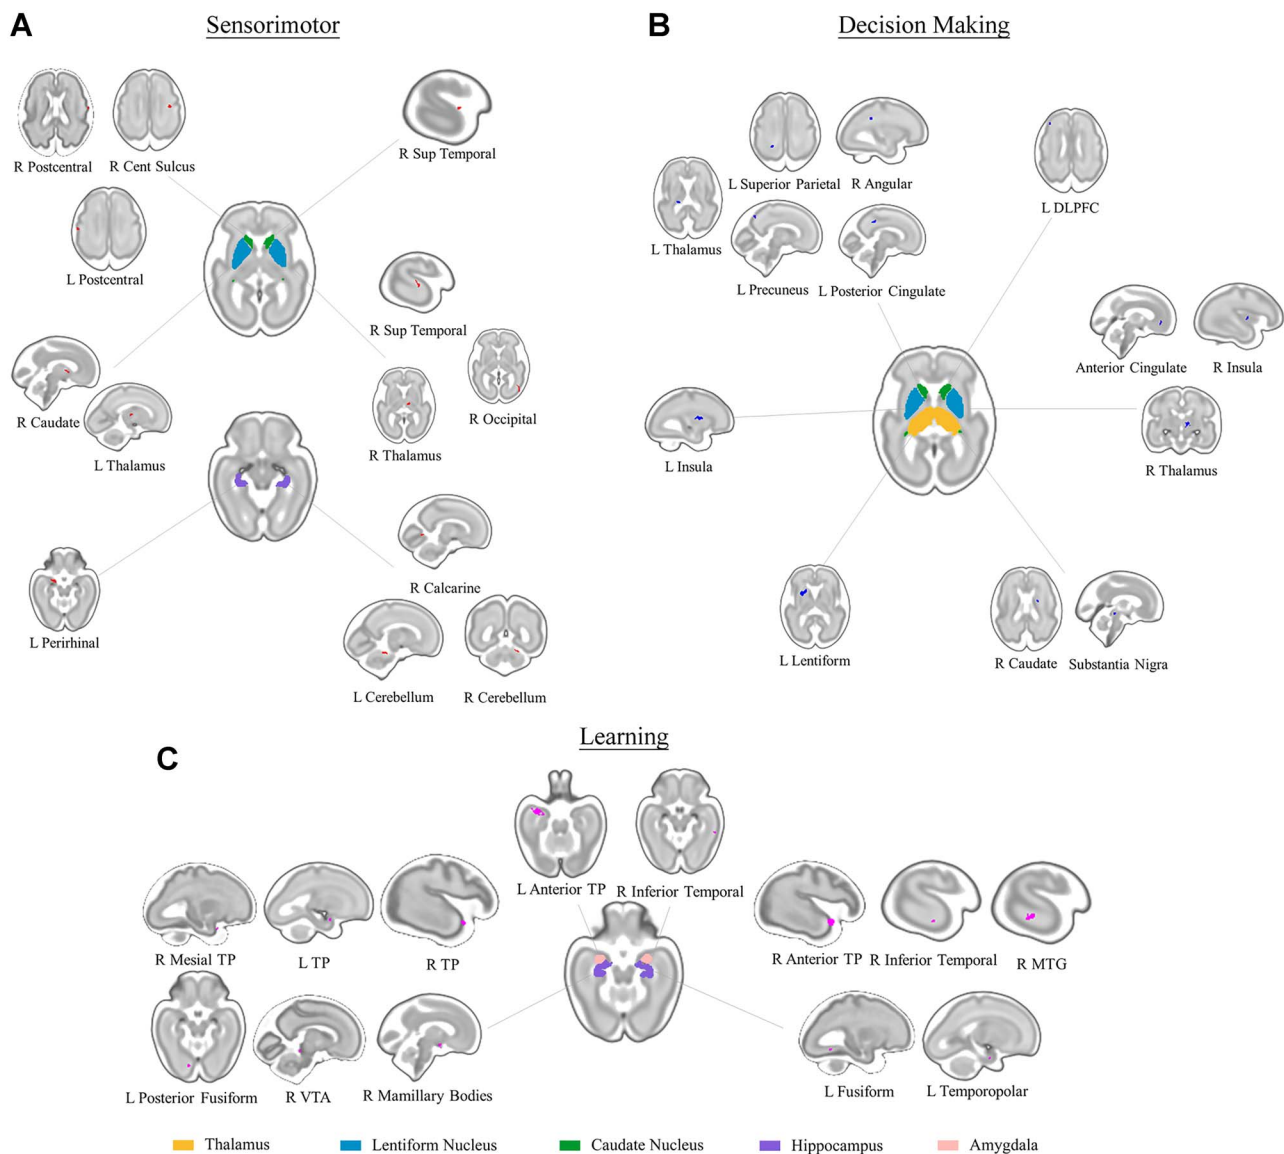 A
Sensorimotor
R Postcentral
R Cent Sulcus
R Sup Temporal
L Postcentral
R Sup Temporal
R Caudate
L Thalamus
R Thalamus
R Occipital
L Perirhinal
R Calcarine
L Cerebellum
R Cerebellum
B
Decision Making
L Superior Parietal
R Angular
L DLPFC
L Thalamus
L Precuneus
L Posterior Cingulate
Anterior Cingulate
R Insula
L Insula
R Thalamus
L Lentiform
R Caudate
Substantia Nigra
C
Learning
L Anterior TP
R Inferior Temporal
R Mesial TP
L TP
R TP
R Anterior TP
R Inferior Temporal
R MTG
L Posterior Fusiform
R VTA
R Mamillary Bodies
L Fusiform
L Temporopolar
Thalamus
Lentiform Nucleus
Caudate Nucleus
Hippocampus
Amygdala